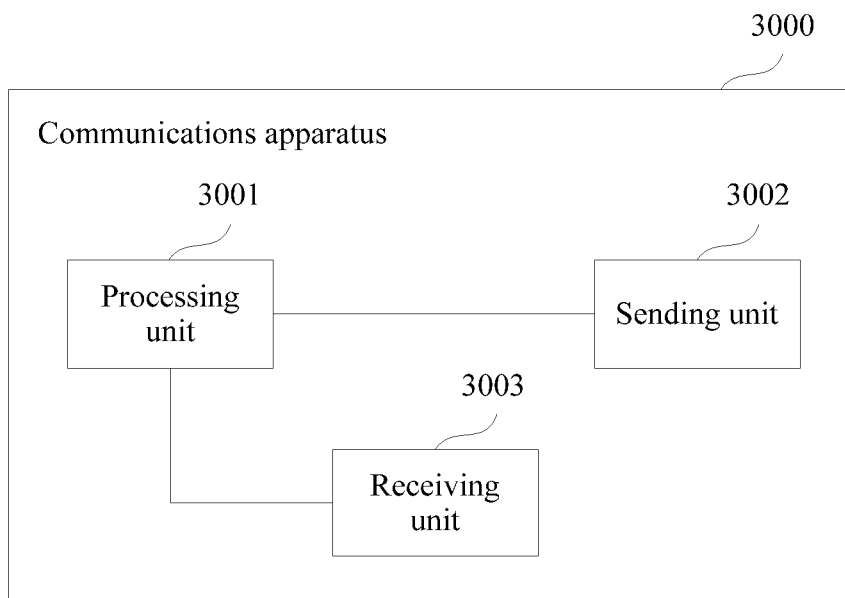 3000
Communications apparatus
3001
3002
Processing
unit
Sending unit
3003
Receiving
unit